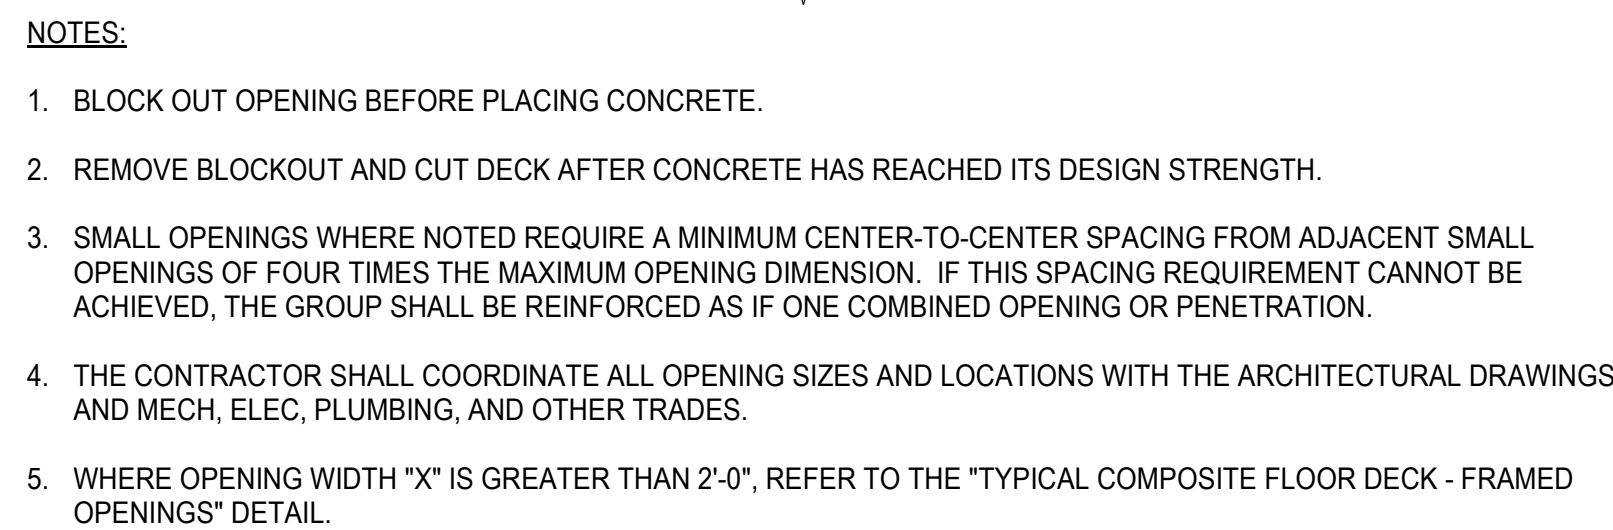 NOTES:
1. BLOCK OUT OPENING BEFORE PLACING CONCRETE.
2. REMOVE BLOCKOUT AND CUT DECK AFTER CONCRETE HAS REACHED ITS DESIGN STRENGTH.
3. SMALL OPENINGS WHERE NOTED REQUIRE A MINIMUM CENTER-TO-CENTER SPACING FROM ADJACENT SMALL
OPENINGS OF FOUR TIMES THE MAXIMUM OPENING DIMENSION.  IF THIS SPACING REQUIREMENT CANNOT BE
ACHIEVED, THE GROUP SHALL BE REINFORCED AS IF ONE COMBINED OPENING OR PENETRATION.
4. THE CONTRACTOR SHALL COORDINATE ALL OPENING SIZES AND LOCATIONS WITH THE ARCHITECTURAL DRAWINGS
AND MECH, ELEC, PLUMBING, AND OTHER TRADES.
5. WHERE OPENING WIDTH "X" IS GREATER THAN 2'-0", REFER TO THE "TYPICAL COMPOSITE FLOOR DECK - FRAMED
OPENINGS" DETAIL.